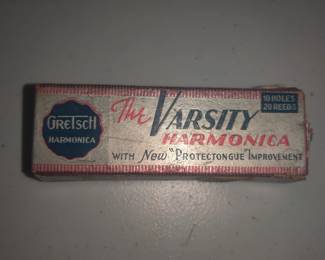 GRETSCH
HARMONICA
The VARSITY
HARMONICA
WITH New "PROTECTONGUE" IMPROVEMENT
10 HOLES
20 REEDS